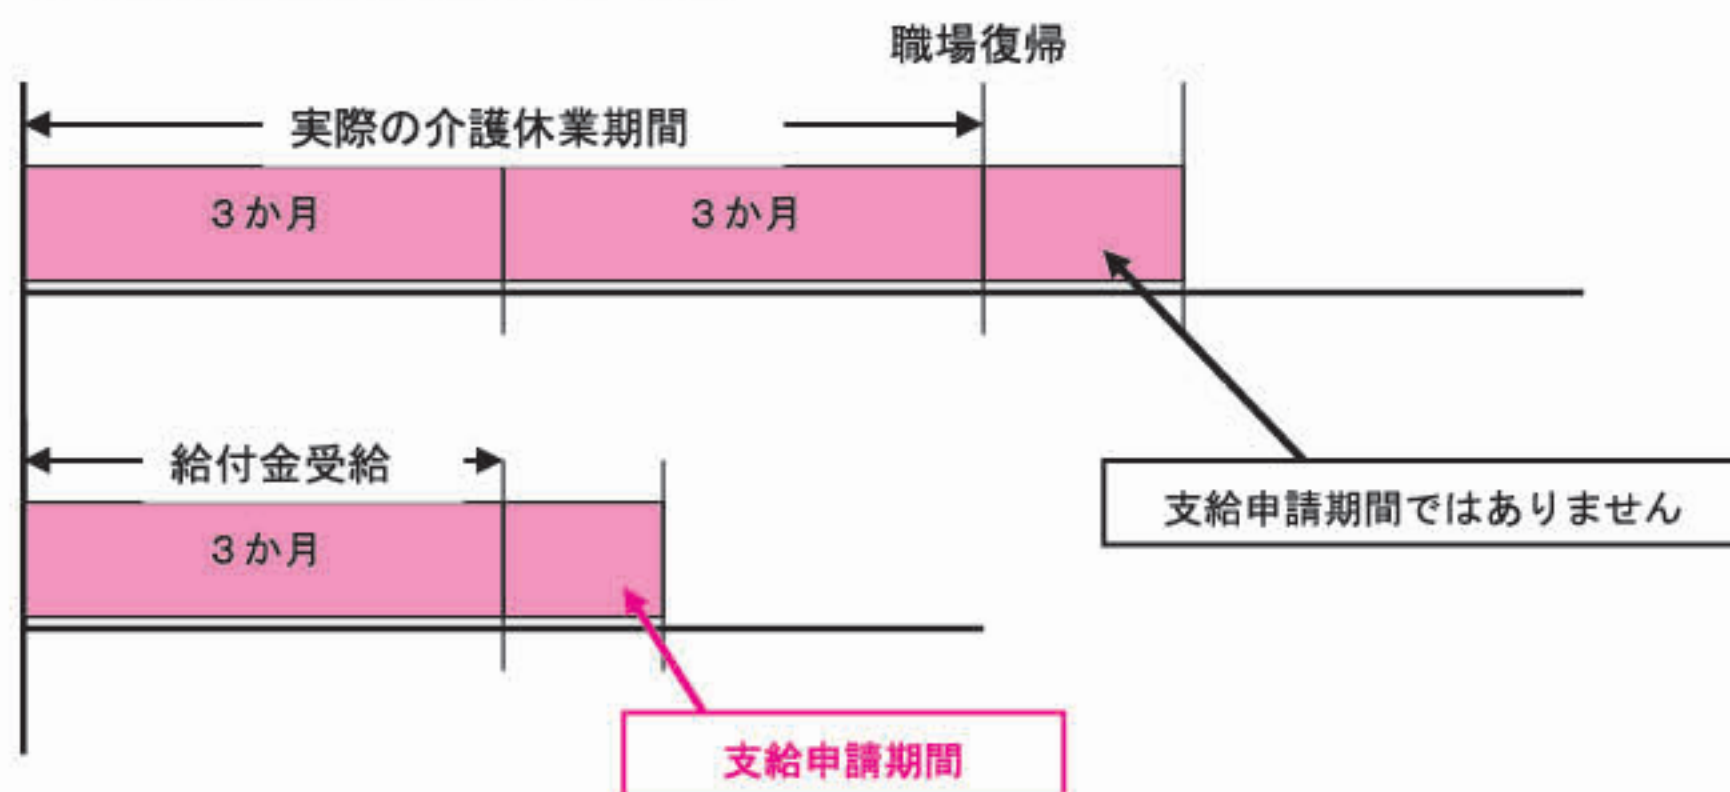 職場復帰
実際の介護休業期間
３か月
３か月
給付金受給
３か月
支給申請期間ではありません
支給申請期間